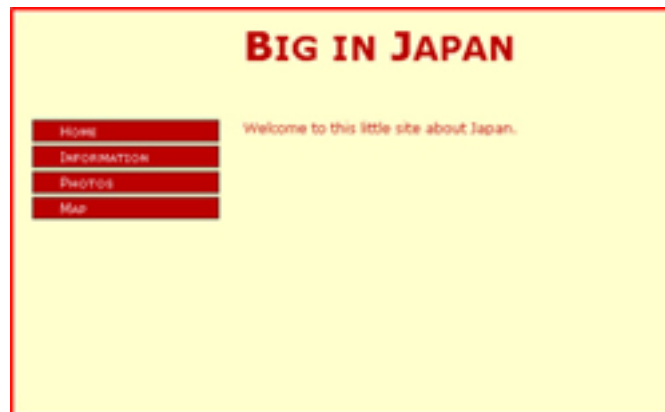 Big in Japan
Home
Information
Photos
Map
Welcome to this little site about Japan.